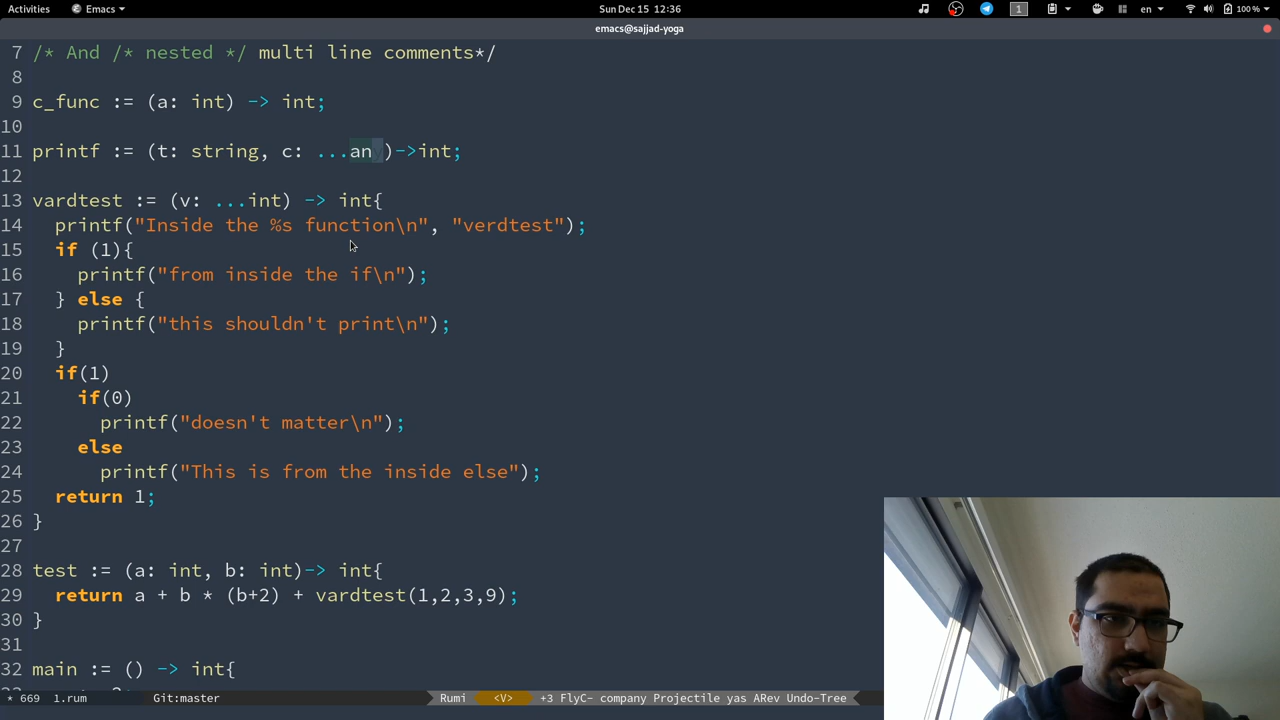 Activities Emacs Sun Dec 15 12:36 1 en 100 %
emacs@sajjad-yoga
7 /* And /* nested */ multi line comments*/
8
9 c_func := (a: int) -> int;
10
11 printf := (t: string, c: ...any)->int;
12
13 vardtest := (v: ...int) -> int{
14 printf("Inside the %s function\n", "verdtest");
15 if (1){
16 printf("from inside the if\n");
17 } else {
18 printf("this shouldn't print\n");
19 }
20 if(1)
21 if(0)
22 printf("doesn't matter\n");
23 else
24 printf("This is from the inside else");
25 return 1;
26 }
27
28 test := (a: int, b: int)-> int{
29 return a + b * (b+2) + vardtest(1,2,3,9);
30 }
31
32 main := () -> int{
* 669 1.rum Git:master Rumi <V> +3 FlyC- company Projectile yas ARev Undo-Tree